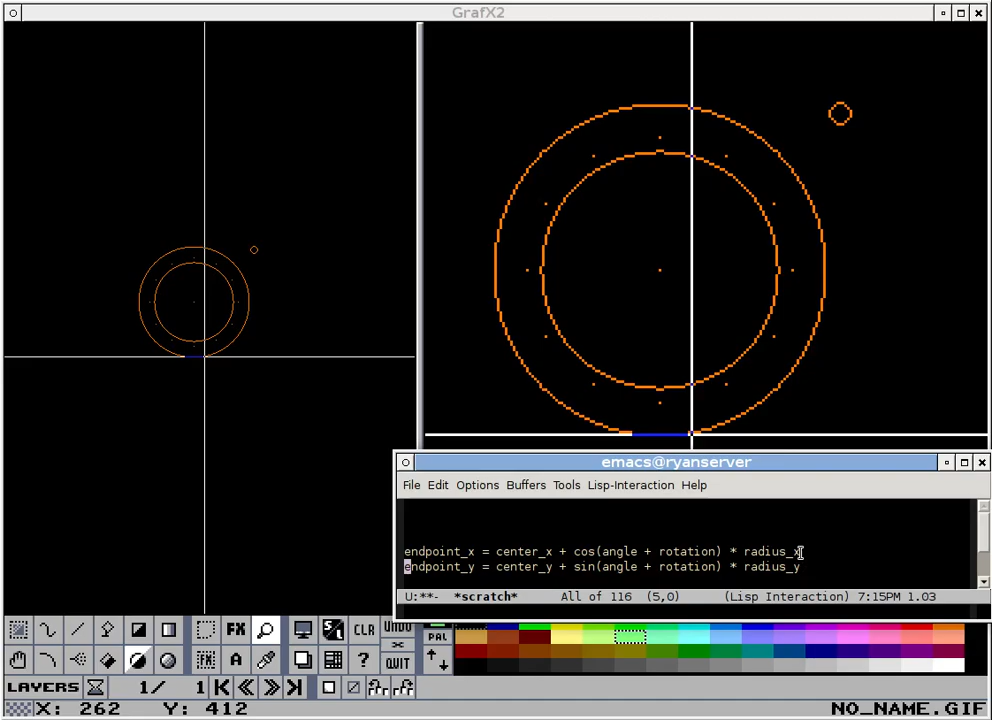 GrafX2
emacs@ryanserver
File Edit Options Buffers Tools Lisp-Interaction Help
endpoint_x = center_x + cos(angle + rotation) * radius_x
endpoint_y = center_y + sin(angle + rotation) * radius_y
U:**- *scratch* All of 116 (5,0) (Lisp Interaction) 7:15PM 1.03
FX CLR UNDO PAL
A ? QUIT
LAYERS 1/ 1
X: 262 Y: 412 NO_NAME.GIF